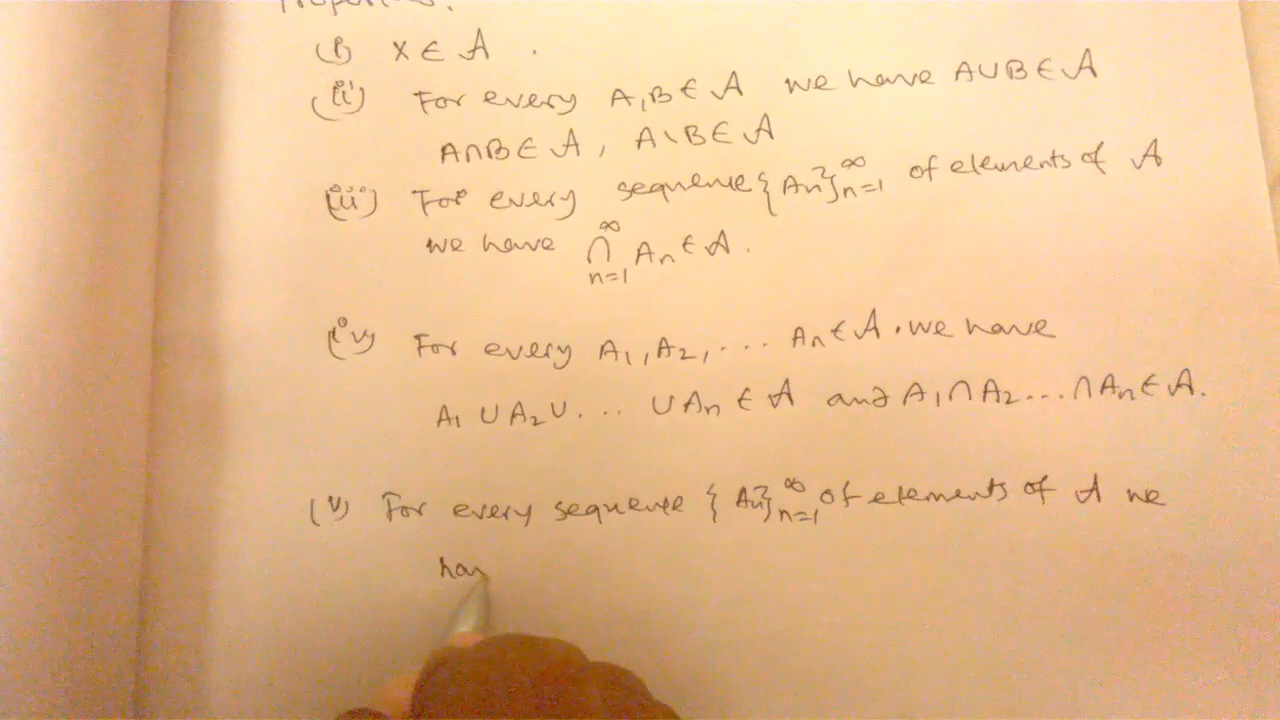 Properties:
(i) X ∈ 𝒜 .
(ii) For every A,B ∈ 𝒜 we have A∪B ∈ 𝒜
A∩B ∈ 𝒜 , A\B ∈ 𝒜
(iii) For every sequence {An}∞n=1 of elements of 𝒜
we have ∞∩n=1 An ∈ 𝒜 .
(iv) For every A1, A2, ... An ∈ 𝒜 . we have
A1 ∪ A2 ∪ . ... ∪ An ∈ 𝒜 and A1 ∩ A2 ... ∩ An ∈ 𝒜.
(v) For every sequence {An}∞n=1 of elements of 𝒜 we
hav